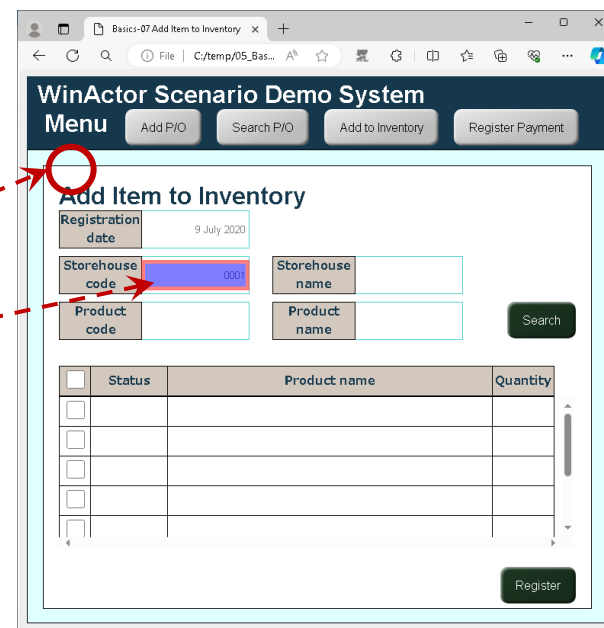 Basics-07 Add Item to Inventory
File | C:/temp/05_Bas...
WinActor Scenario Demo System
Menu Add P/O Search P/O Add to Inventory Register Payment
Add Item to Inventory
Registration date 9 July 2020
Storehouse code 0001 Storehouse name
Product code Product name Search
Status Product name Quantity
Register